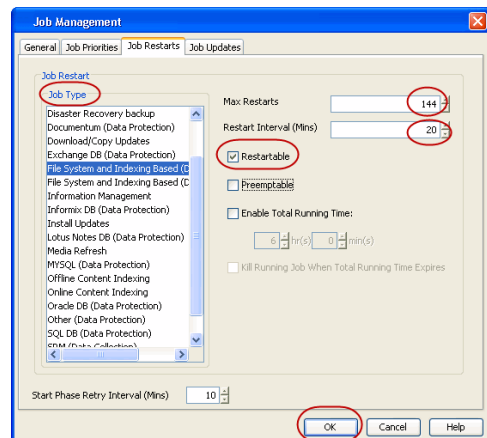 Job Management
General Job Priorities Job Restarts Job Updates
Job Restart
Job Type
Disaster Recovery backup
Documentum (Data Protection)
Download/Copy Updates
Exchange DB (Data Protection)
File System and Indexing Based (D
File System and Indexing Based (D
Information Management
Informix DB (Data Protection)
Install Updates
Lotus Notes DB (Data Protection)
Media Refresh
MYSQL (Data Protection)
Offline Content Indexing
Online Content Indexing
Oracle DB (Data Protection)
Other (Data Protection)
SQL DB (Data Protection)
SRM (Data Collection)
Max Restarts 144
Restart Interval (Mins) 20
Restartable
Preemptable
Enable Total Running Time:
6 hr(s) 0 min(s)
Kill Running Job When Total Running Time Expires
Start Phase Retry Interval (Mins) 10
OK Cancel Help